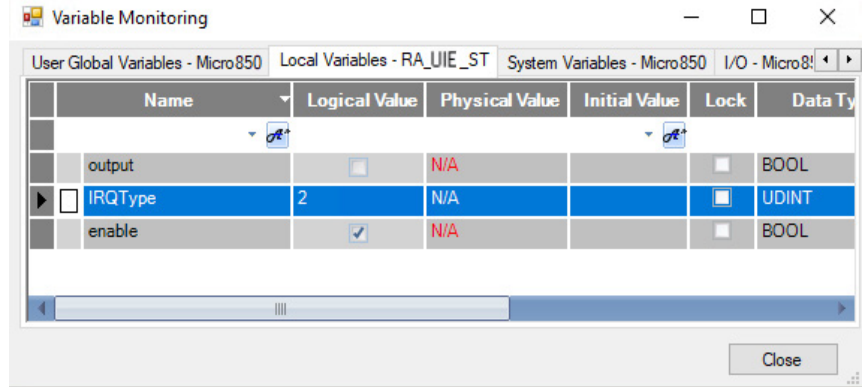 Variable Monitoring
User Global Variables - Micro850 Local Variables - RA_UIE_ST System Variables - Micro850 I/O - Micro8
Name Logical Value Physical Value Initial Value Lock Data Ty
output N/A BOOL
IRQType 2 N/A UDINT
enable N/A BOOL
Close